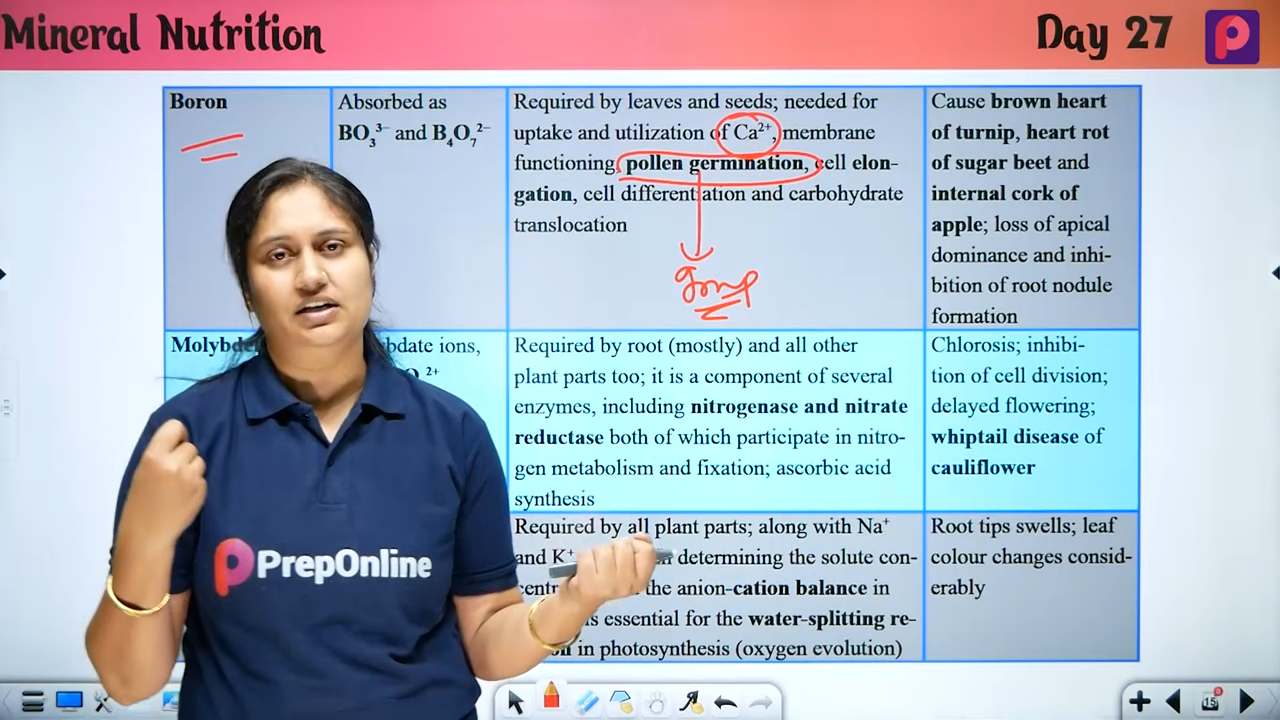 Mineral Nutrition
Day 27
Boron
Absorbed as
BO₃³⁻ and B₄O₇²⁻
Required by leaves and seeds; needed for
uptake and utilization of Ca²⁺, membrane
functioning, pollen germination, cell elon-
gation, cell differentiation and carbohydrate
translocation
Cause brown heart
of turnip, heart rot
of sugar beet and
internal cork of
apple; loss of apical
dominance and inhi-
bition of root nodule
formation
ions,
²⁺
Required by root (mostly) and all other
plant parts too; it is a component of several
enzymes, including nitrogenase and nitrate
reductase both of which participate in nitro-
gen metabolism and fixation; ascorbic acid
synthesis
Chlorosis; inhibi-
tion of cell division;
delayed flowering;
whiptail disease of
cauliflower
Required by all plant parts; along with Na⁺
and K⁺ determining the solute con-
the anion-cation balance in
essential for the water-splitting re-
in photosynthesis (oxygen evolution)
Root tips swells; leaf
colour changes consid-
erably
PrepOnline
15